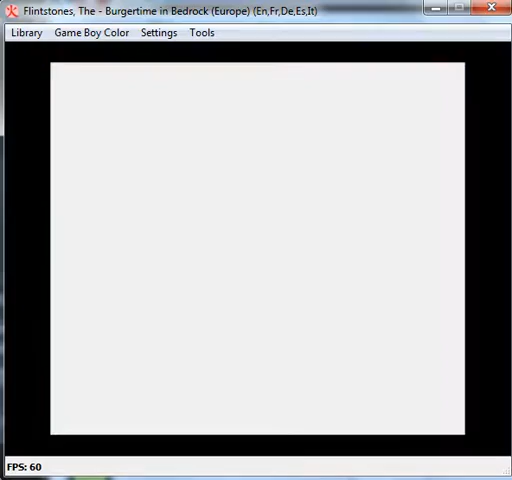 Flintstones, The - Burgertime in Bedrock (Europe) (En,Fr,De,Es,It)
Library Game Boy Color Settings Tools
FPS: 60